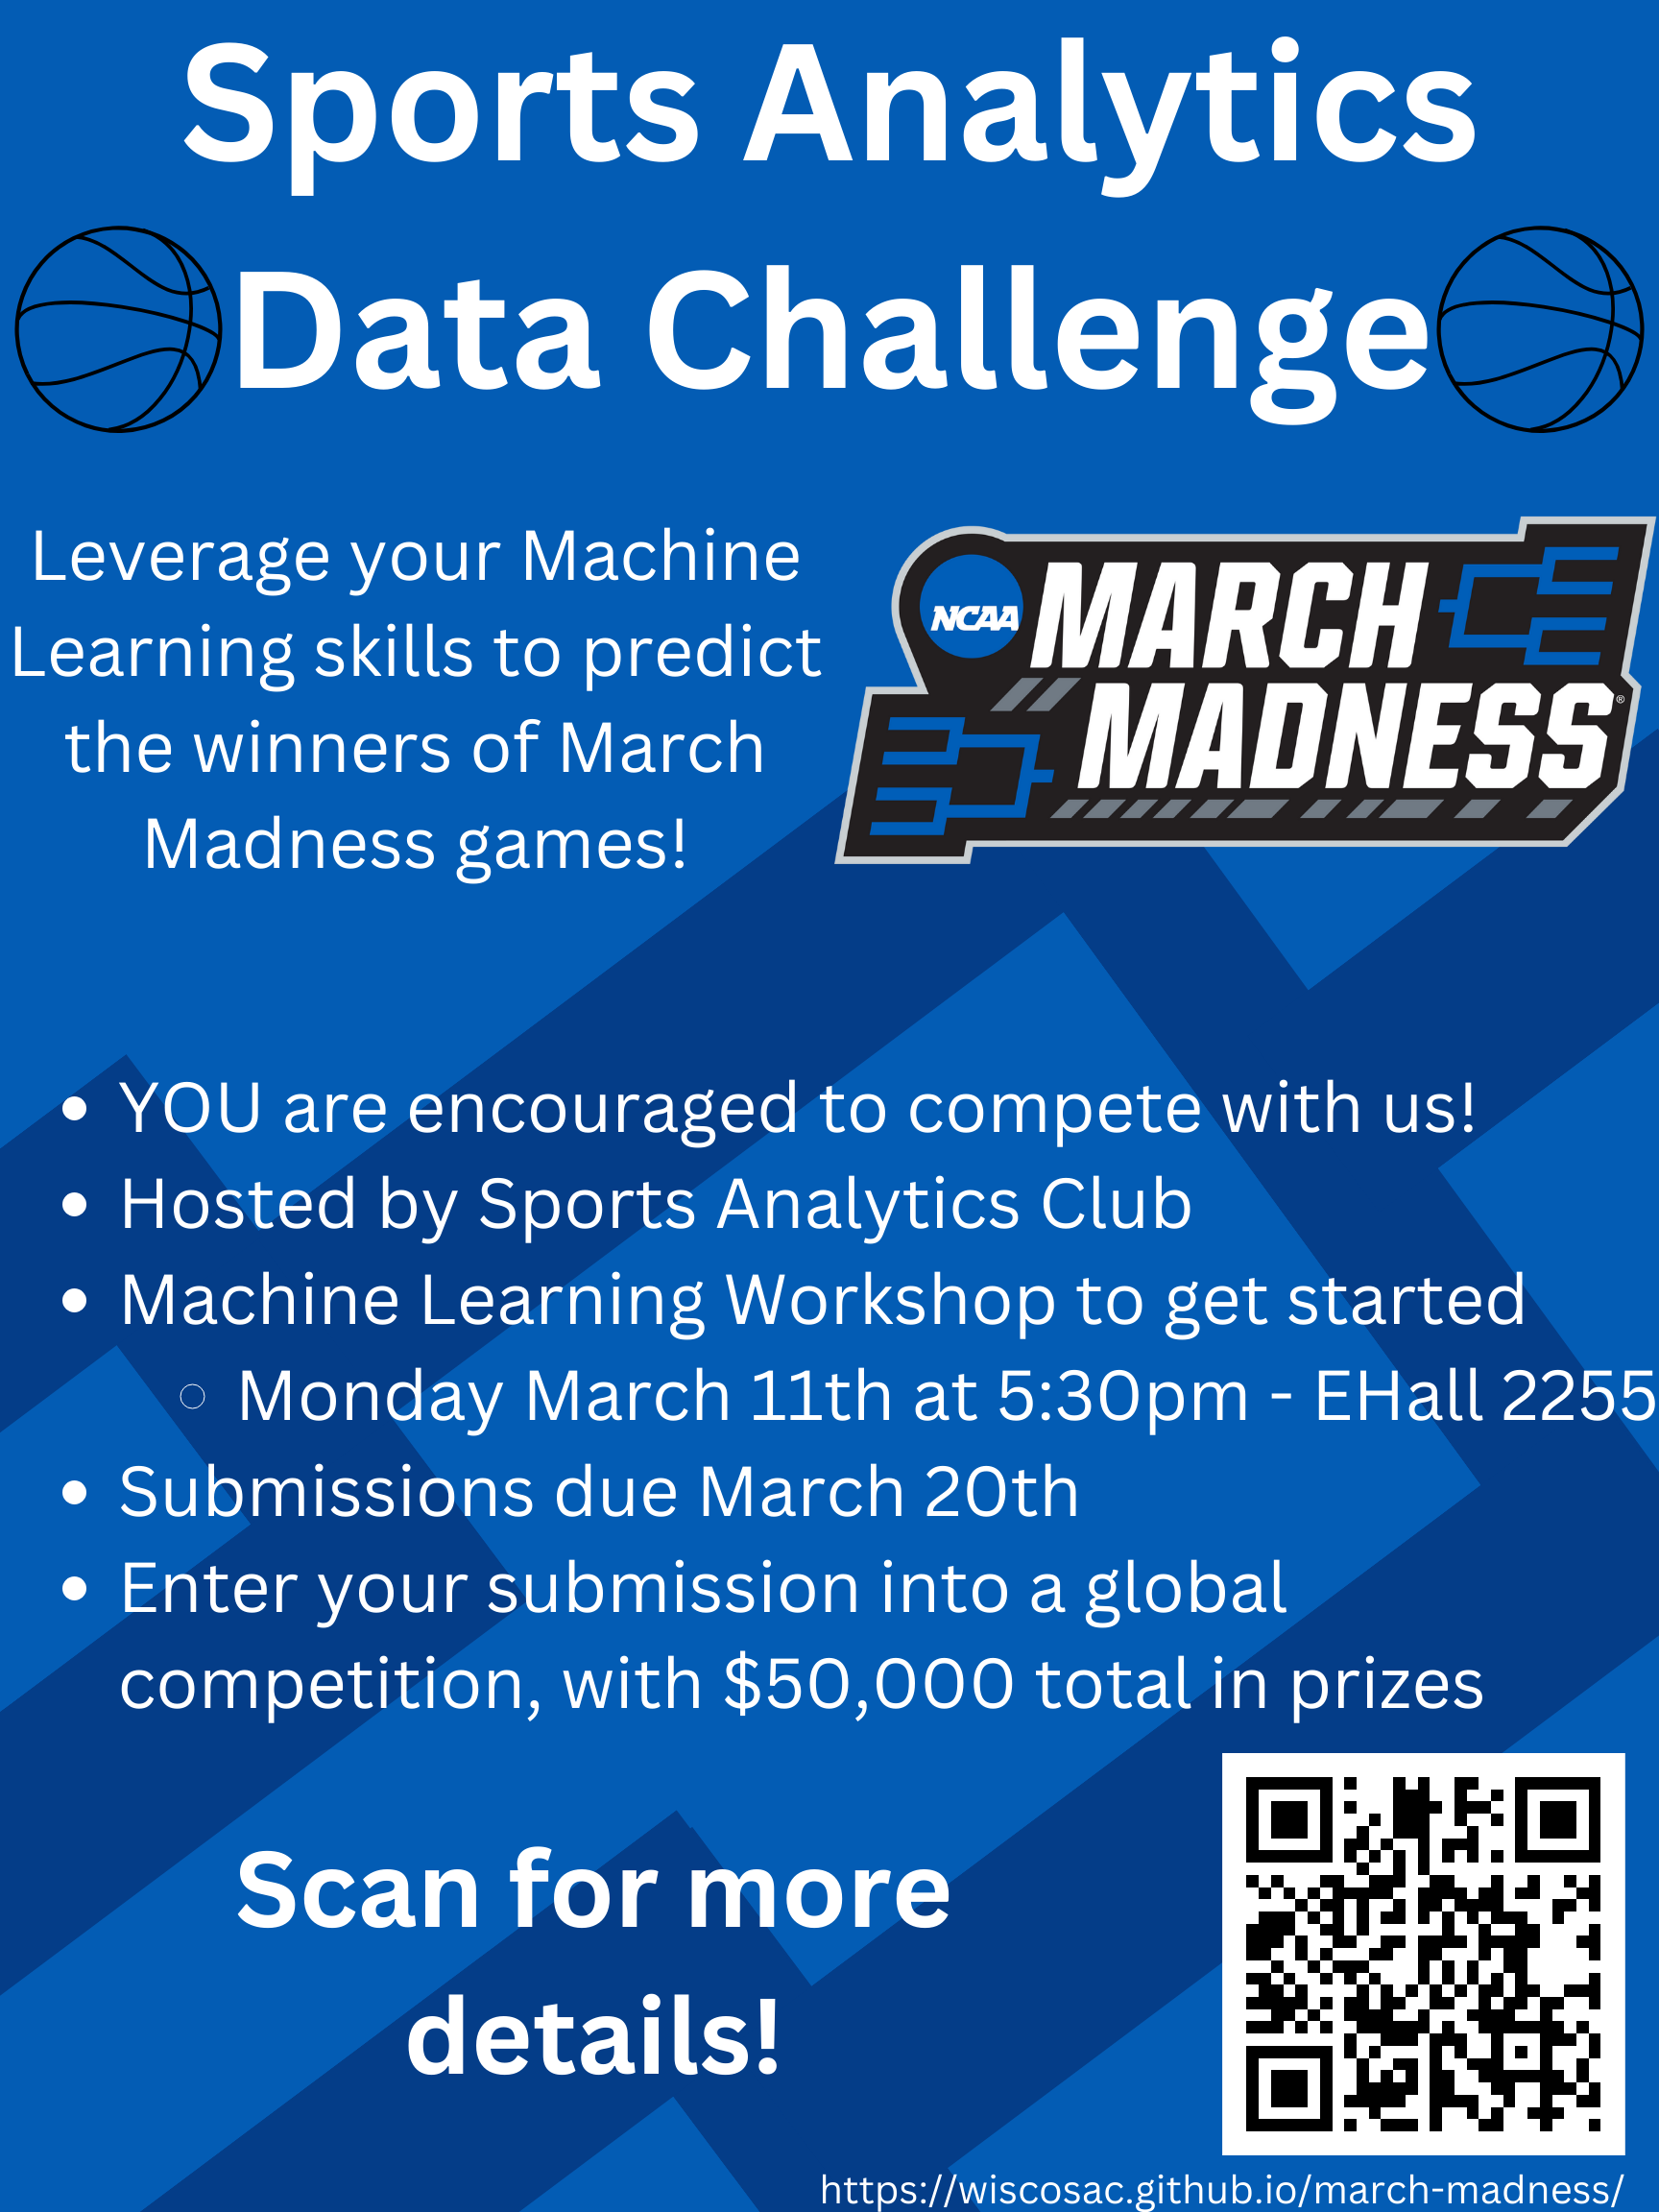 Sports Analytics
Data Challenge
Leverage your Machine
Learning skills to predict
the winners of March
Madness games!
NCAA
MARCH
MADNESS®
• YOU are encouraged to compete with us!
• Hosted by Sports Analytics Club
• Machine Learning Workshop to get started
◦ Monday March 11th at 5:30pm - EHall 2255
• Submissions due March 20th
• Enter your submission into a global
competition, with $50,000 total in prizes
Scan for more
details!
https://wiscosac.github.io/march-madness/